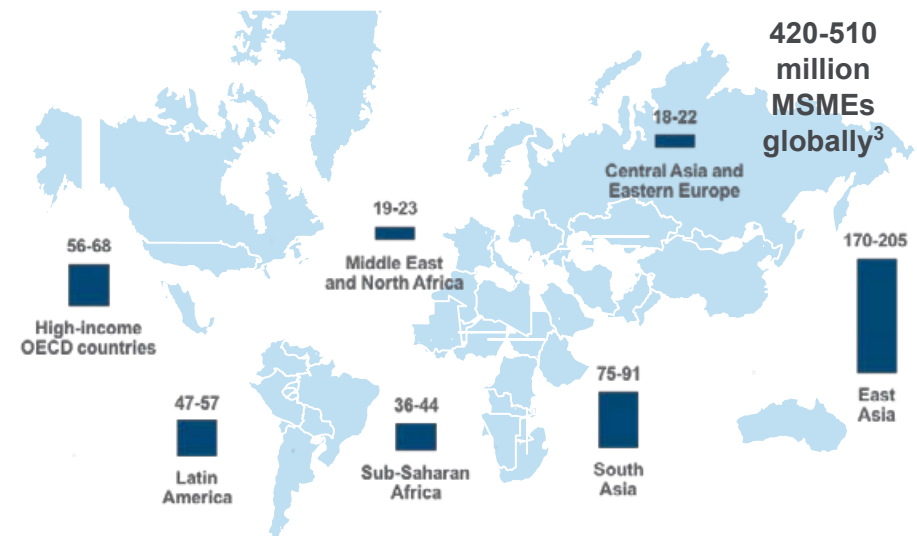 420-510
million
MSMEs
globally³
18-22
Central Asia and
Eastern Europe
19-23
Middle East
and North Africa
56-68
High-income
OECD countries
170-205
East
Asia
75-91
South
Asia
47-57
Latin
America
36-44
Sub-Saharan
Africa